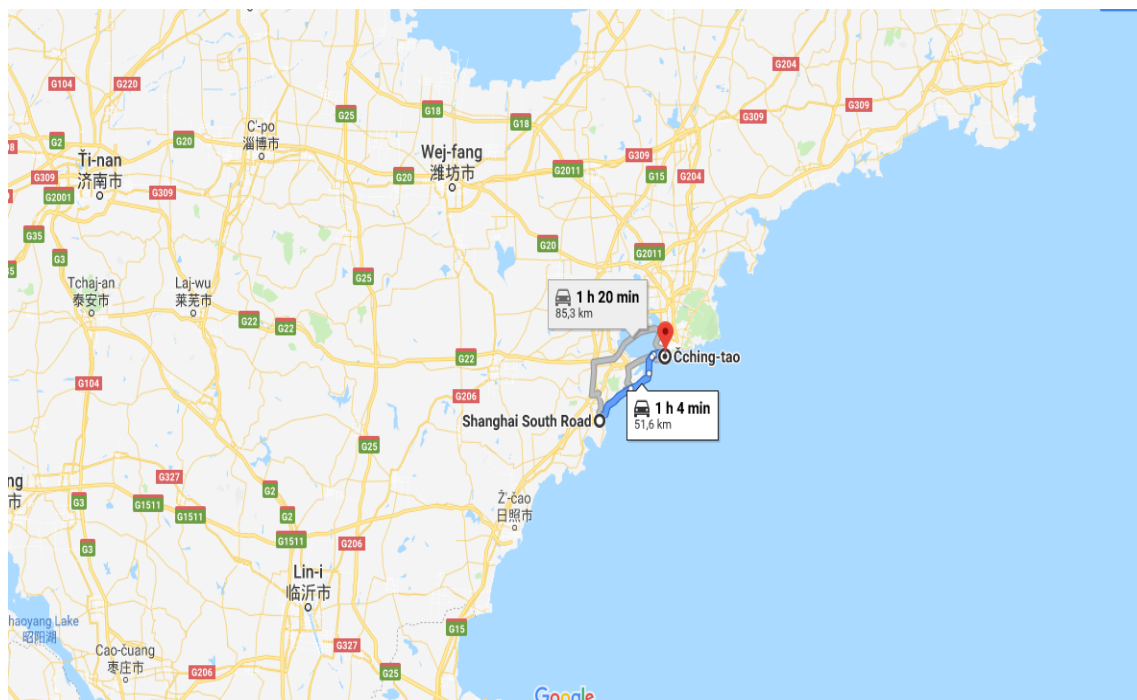 G104
G220
G204
G309
G18
G18
G25
G309
C'-po
淄博市
G2
G20
Wej-fang
潍坊市
G309
Ťi-nan
济南市
G309
G2001
G309
G20
G2011
G15
G204
G35
G3
G20
G2011
G25
Tchaj-an
泰安市
Laj-wu
莱芜市
1 h 20 min
85,3 km
G22
G22
G22
Čching-tao
G104
G206
1 h 4 min
51,6 km
Shanghai South Road
G25
G327
G2
Ž'-čao
日照市
G3
G1511
G1511
G2
G1511
G206
G3
Lin-i
临沂市
haoyang Lake
昭阳湖
G15
G327
Cao-čuang
枣庄市
G206
G25
Google